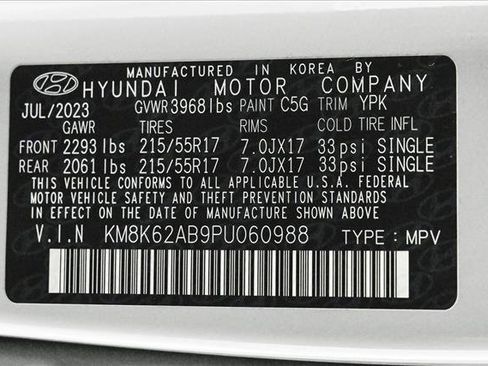 MANUFACTURED IN KOREA BY
HYUNDAI MOTOR COMPANY
JUL/2023 GVWR 3968 lbs PAINT C5G TRIM YPK
GAWR TIRES RIMS COLD TIRE INFL
FRONT 2293 lbs 215/55R17 7.0JX17 33psi SINGLE
REAR 2061 lbs 215/55R17 7.0JX17 33psi SINGLE
THIS VEHICLE CONFORMS TO ALL APPLICABLE U.S.A. FEDERAL
MOTOR VEHICLE SAFETY, BUMPER, AND THEFT PREVENTION
STANDARDS IN EFFECT ON THE DATE OF MANUFACTURE SHOWN ABOVE.
V.I.N KM8K62AB9PU060988 TYPE : MPV